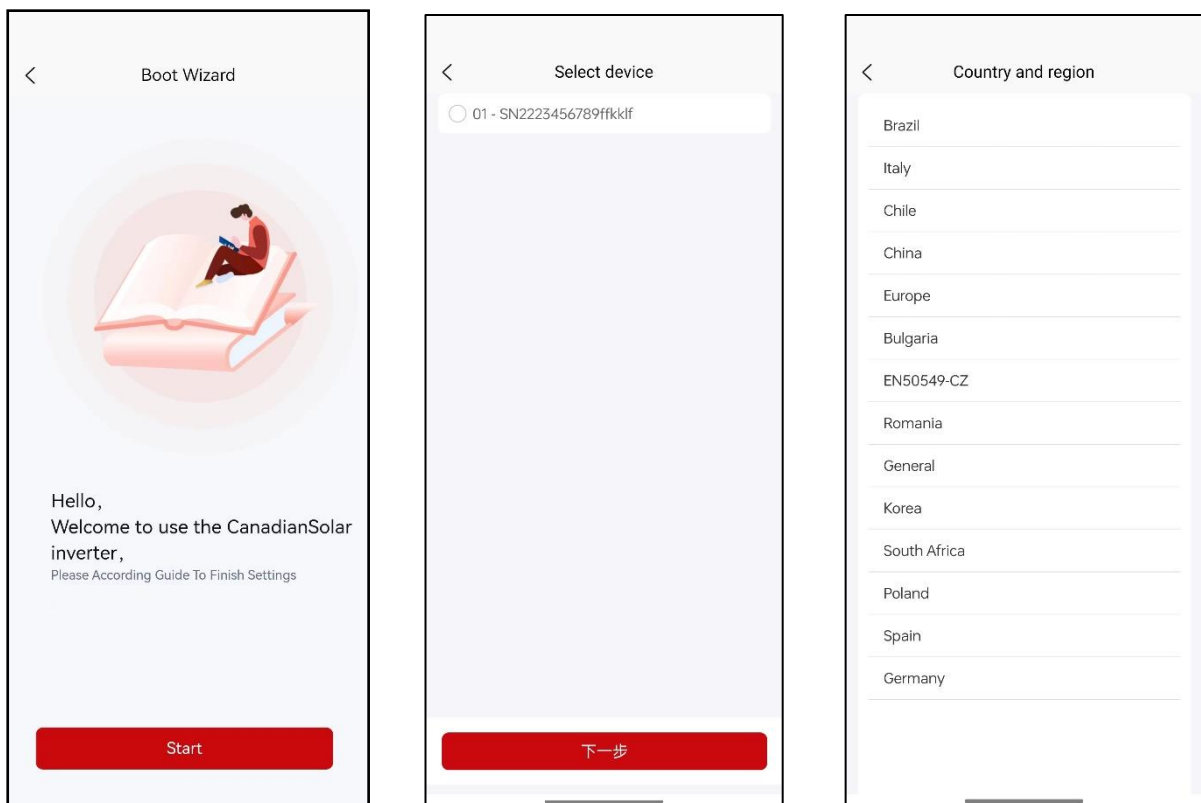 Boot Wizard
Hello,
Welcome to use the CanadianSolar
inverter,
Please According Guide To Finish Settings
Start
Select device
01 - SN2223456789ffkklf
下一步
Country and region
Brazil
Italy
Chile
China
Europe
Bulgaria
EN50549-CZ
Romania
General
Korea
South Africa
Poland
Spain
Germany